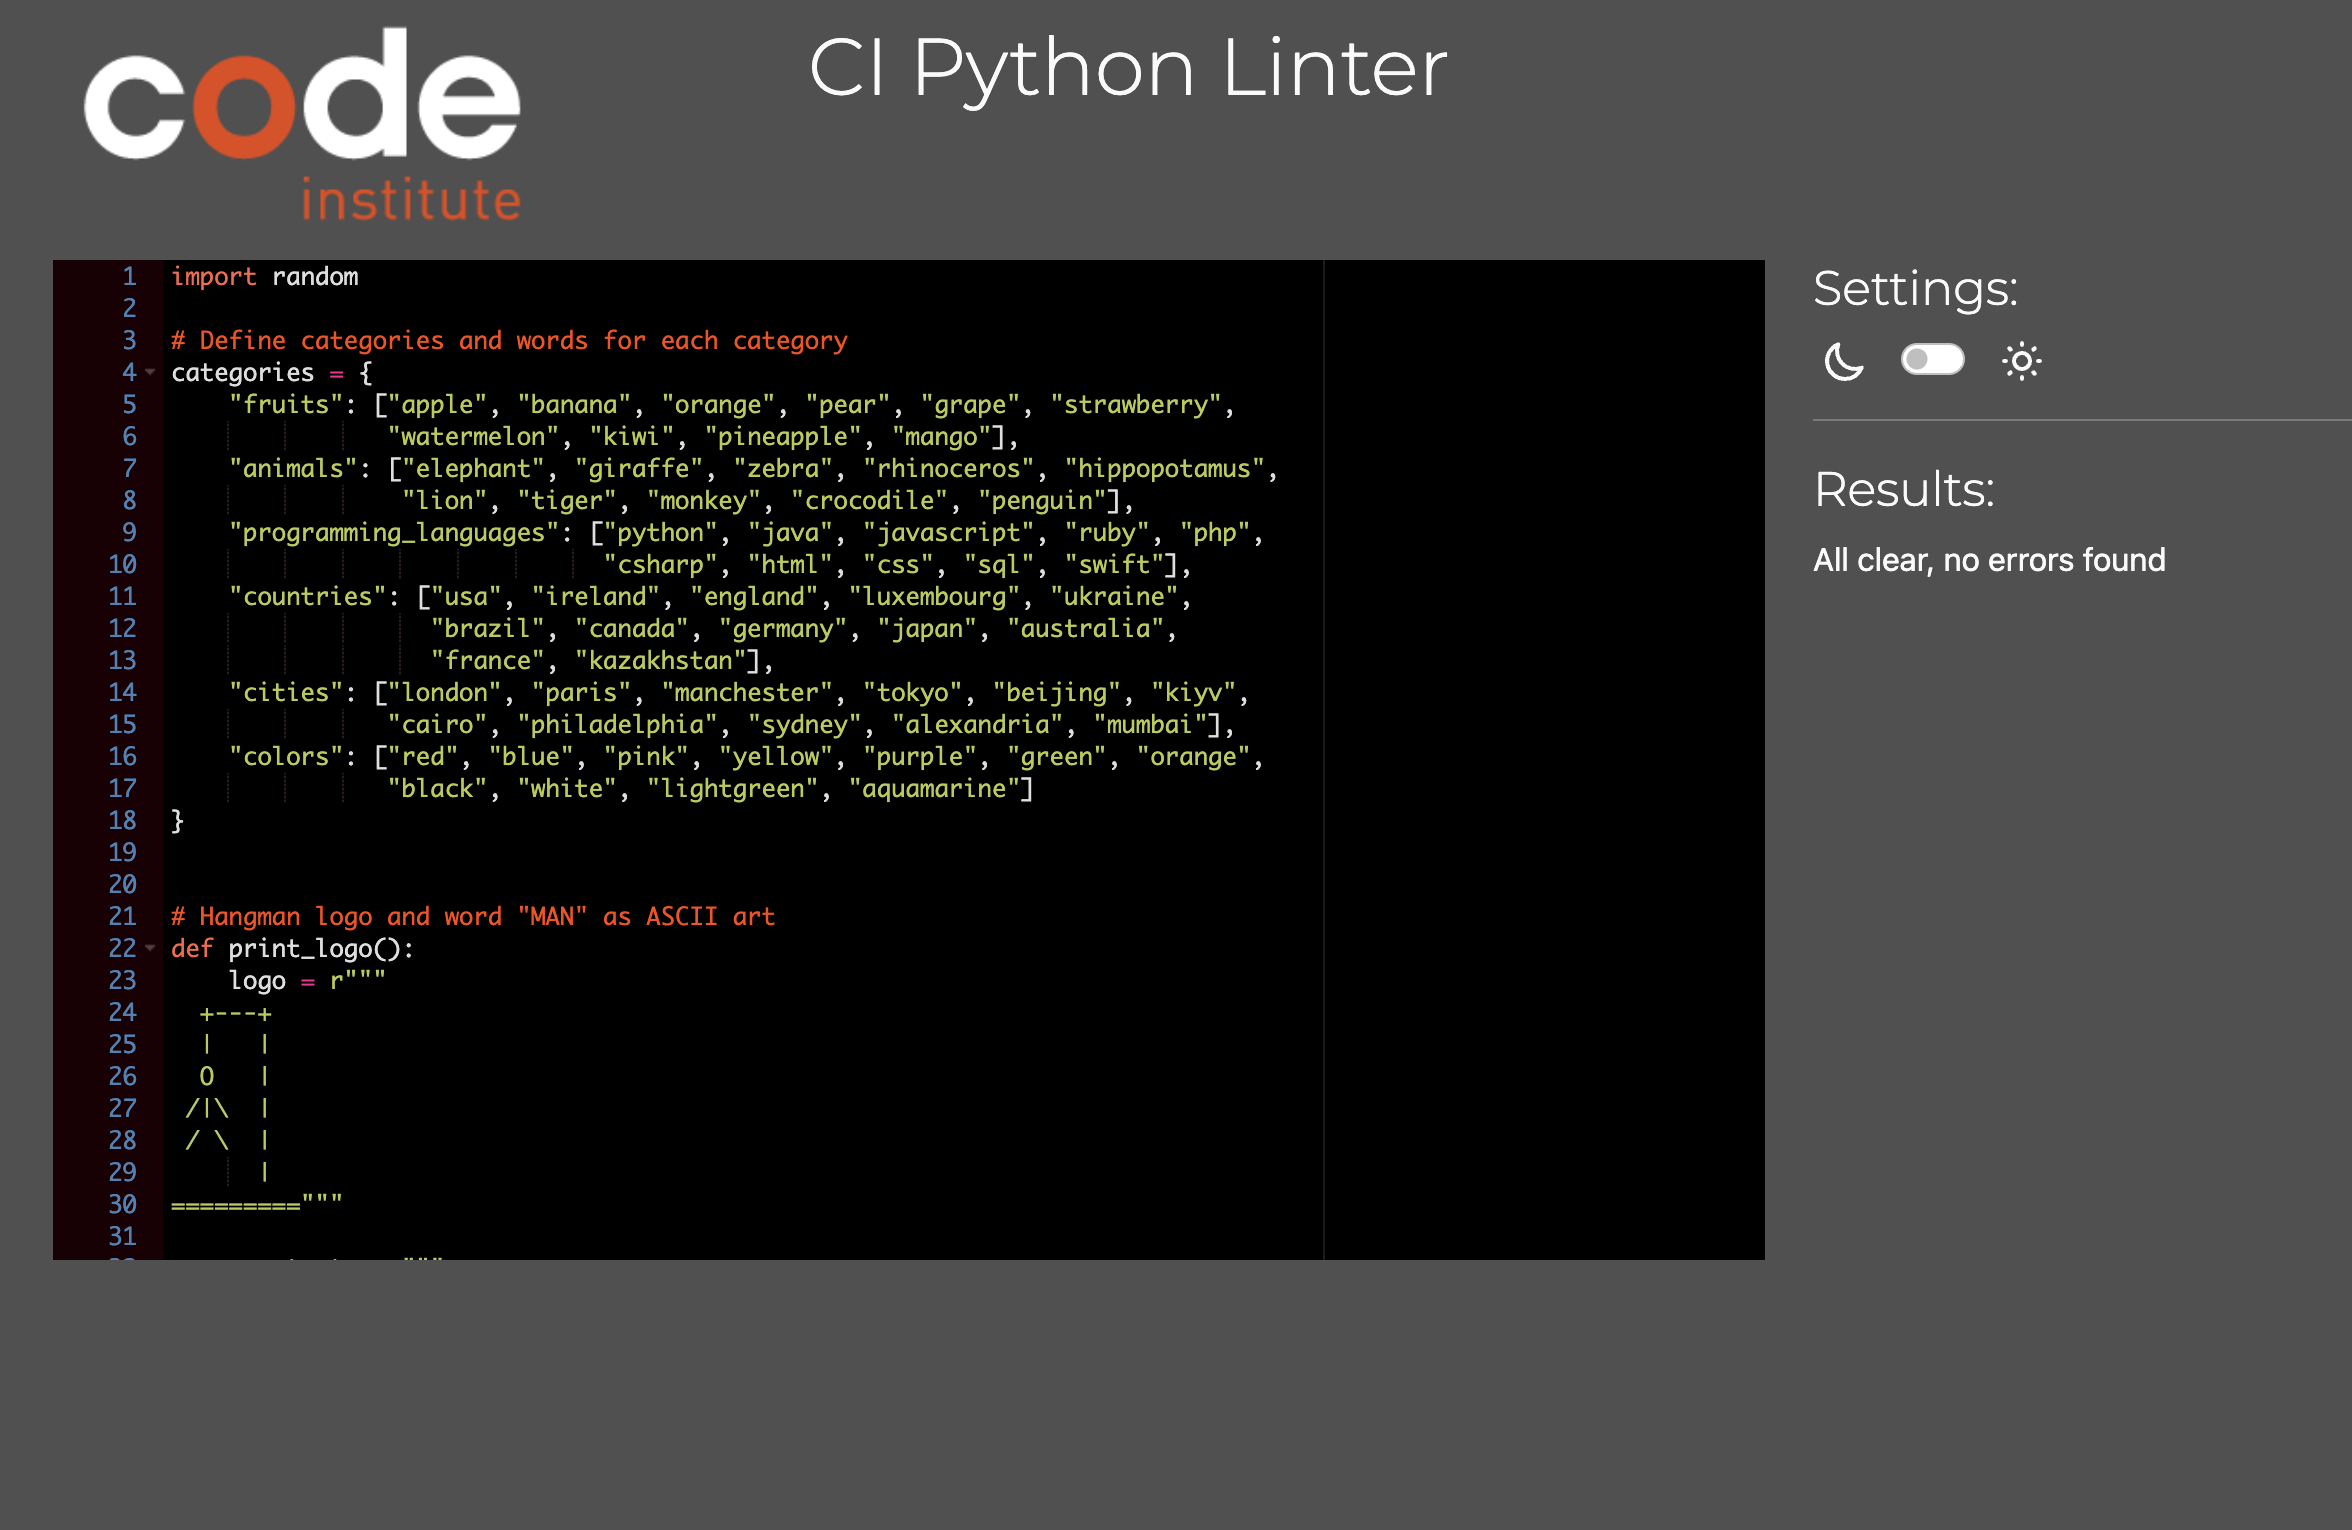 code
institute
CI Python Linter
1 import random
2
3 # Define categories and words for each category
4 categories = {
5     "fruits": ["apple", "banana", "orange", "pear", "grape", "strawberry",
6                "watermelon", "kiwi", "pineapple", "mango"],
7     "animals": ["elephant", "giraffe", "zebra", "rhinoceros", "hippopotamus",
8                 "lion", "tiger", "monkey", "crocodile", "penguin"],
9     "programming_languages": ["python", "java", "javascript", "ruby", "php",
10                               "csharp", "html", "css", "sql", "swift"],
11     "countries": ["usa", "ireland", "england", "luxembourg", "ukraine",
12                   "brazil", "canada", "germany", "japan", "australia",
13                   "france", "kazakhstan"],
14     "cities": ["london", "paris", "manchester", "tokyo", "beijing", "kiyv",
15                "cairo", "philadelphia", "sydney", "alexandria", "mumbai"],
16     "colors": ["red", "blue", "pink", "yellow", "purple", "green", "orange",
17                "black", "white", "lightgreen", "aquamarine"]
18 }
19
20
21 # Hangman logo and word "MAN" as ASCII art
22 def print_logo():
23     logo = r"""
24   +---+
25   |   |
26   O   |
27  /|\  |
28  / \  |
29       |
30 ========="""
31
Settings:
Results:
All clear, no errors found